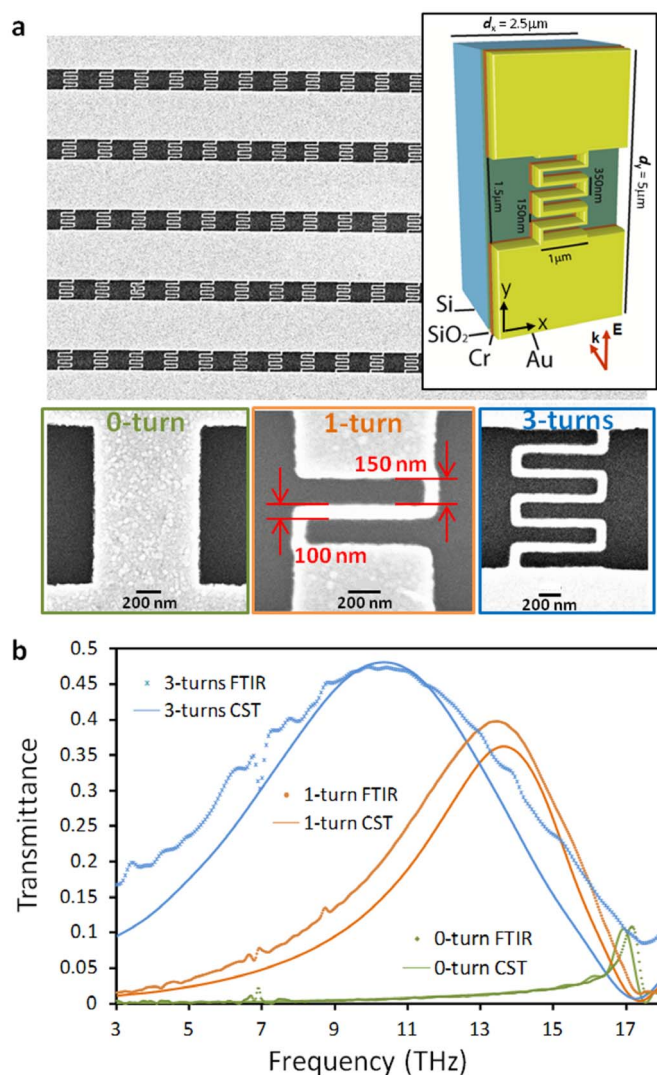 a
dx = 2.5μm
dy = 5μm
350nm
1.5μm
150nm
1μm
Si
SiO2
Cr
Au
y
x
k
E
0-turn
1-turn
3-turns
150 nm
100 nm
200 nm
200 nm
200 nm
b
0.5
0.45
0.4
0.35
0.3
0.25
0.2
0.15
0.1
0.05
0
Transmittance
3-turns FTIR
3-turns CST
1-turn FTIR
1-turn CST
0-turn FTIR
0-turn CST
3 5 7 9 11 13 15 17
Frequency (THz)